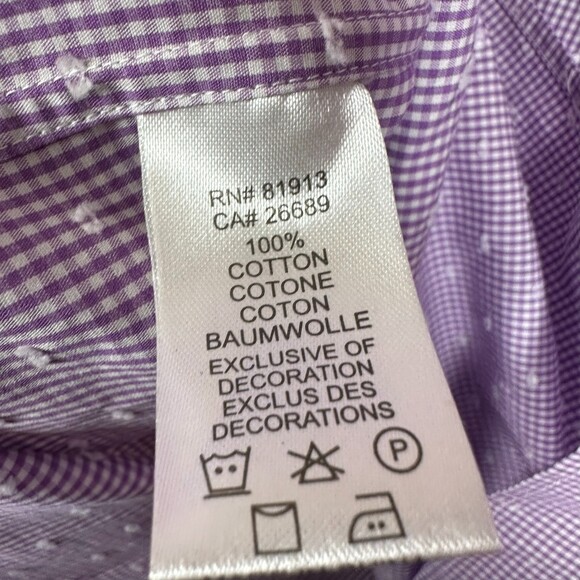 RN# 81913
CA# 26689
100%
COTTON
COTONE
COTON
BAUMWOLLE
EXCLUSIVE OF
DECORATION
EXCLUS DES
DECORATIONS
P